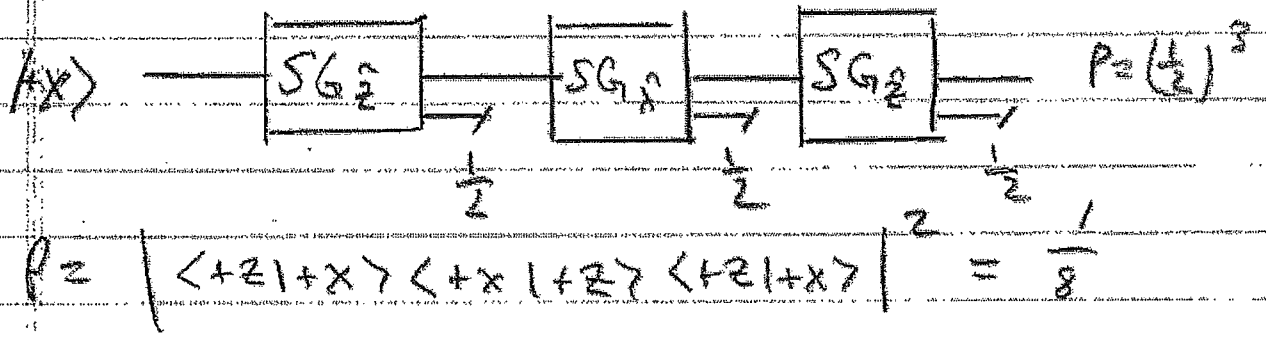 |+x⟩ SGẑ SGx̂ SGẑ P = (1/2)^3
1/2 1/2 1/2
P = |<+z|+x><+x|+z><+z|+x>|^2 = 1/8